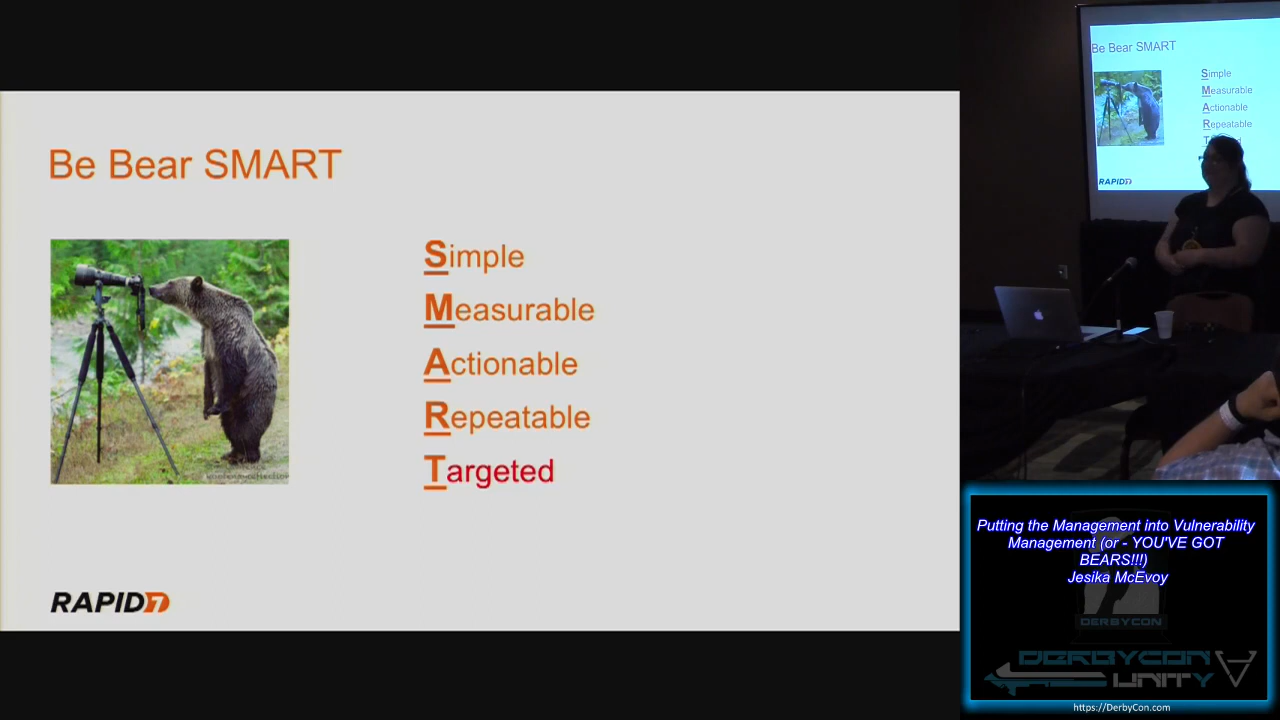 Be Bear SMART
Simple
Measurable
Actionable
Repeatable
Targeted
RAPID7
Be Bear SMART
Simple
Measurable
Actionable
Repeatable
RAPID7
Putting the Management into Vulnerability
Management (or - YOU'VE GOT
BEARS!!!)
Jesika McEvoy
DERBYCON
DERBYCON
UNITY
https://DerbyCon.com